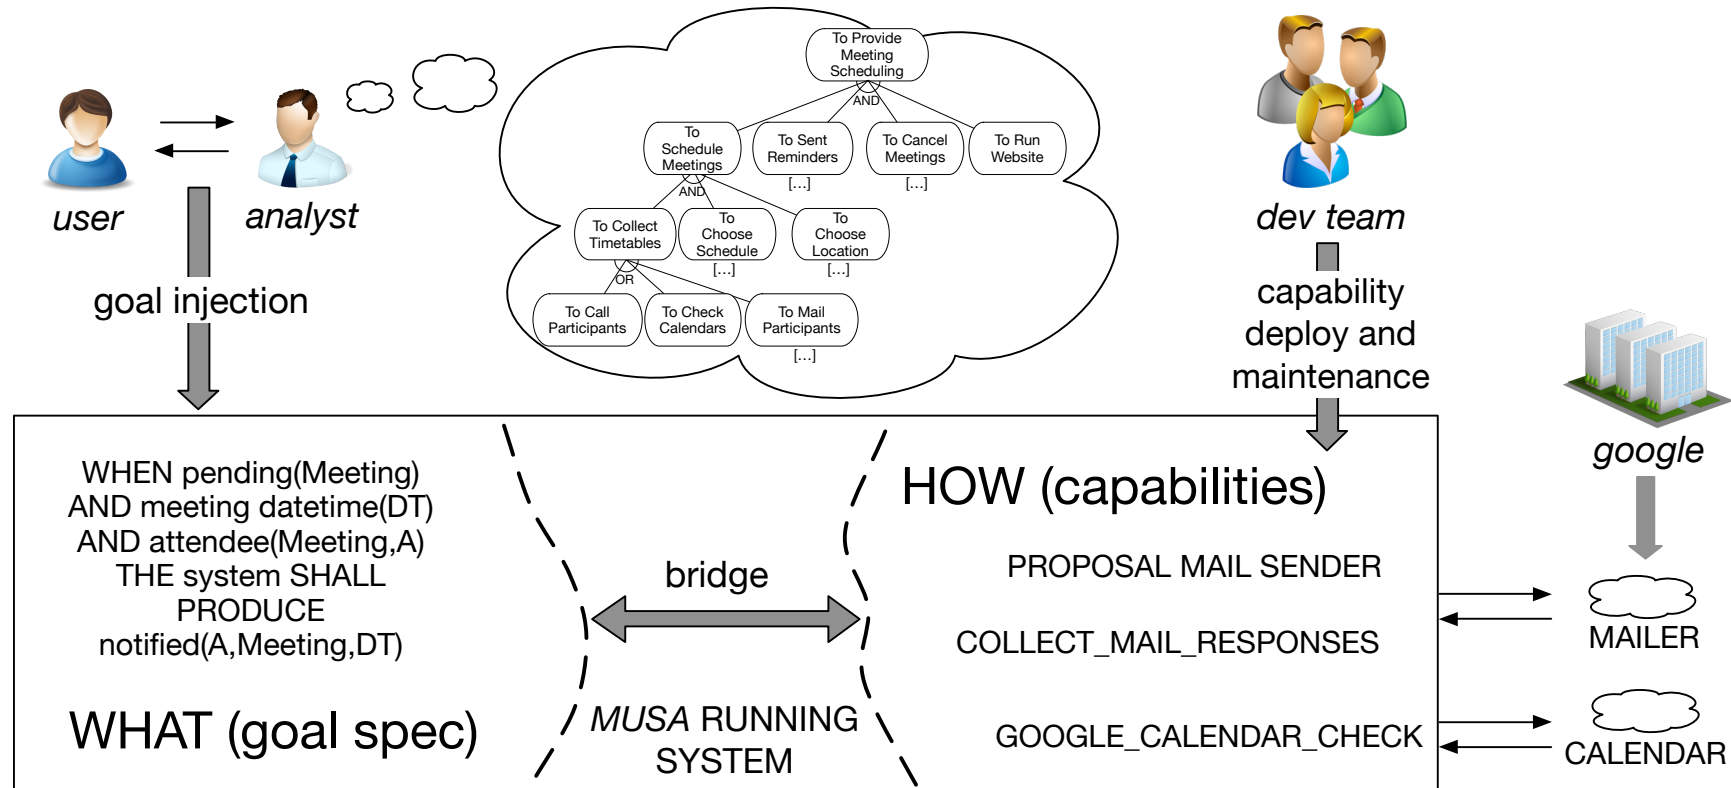 To Provide
Meeting
Scheduling
AND
To
Schedule
Meetings
To Sent
Reminders
To Cancel
Meetings
To Run
Website
[...]
[...]
AND
To Collect
Timetables
To
Choose
Schedule
To
Choose
Location
[...]
[...]
OR
To Call
Participants
To Check
Calendars
To Mail
Participants
[...]
user
analyst
dev team
goal injection
capability
deploy and
maintenance
google
WHEN pending(Meeting)
AND meeting datetime(DT)
AND attendee(Meeting,A)
THE system SHALL
PRODUCE
notified(A,Meeting,DT)
WHAT (goal spec)
bridge
MUSA RUNNING
SYSTEM
HOW (capabilities)
PROPOSAL MAIL SENDER
COLLECT_MAIL_RESPONSES
GOOGLE_CALENDAR_CHECK
MAILER
CALENDAR